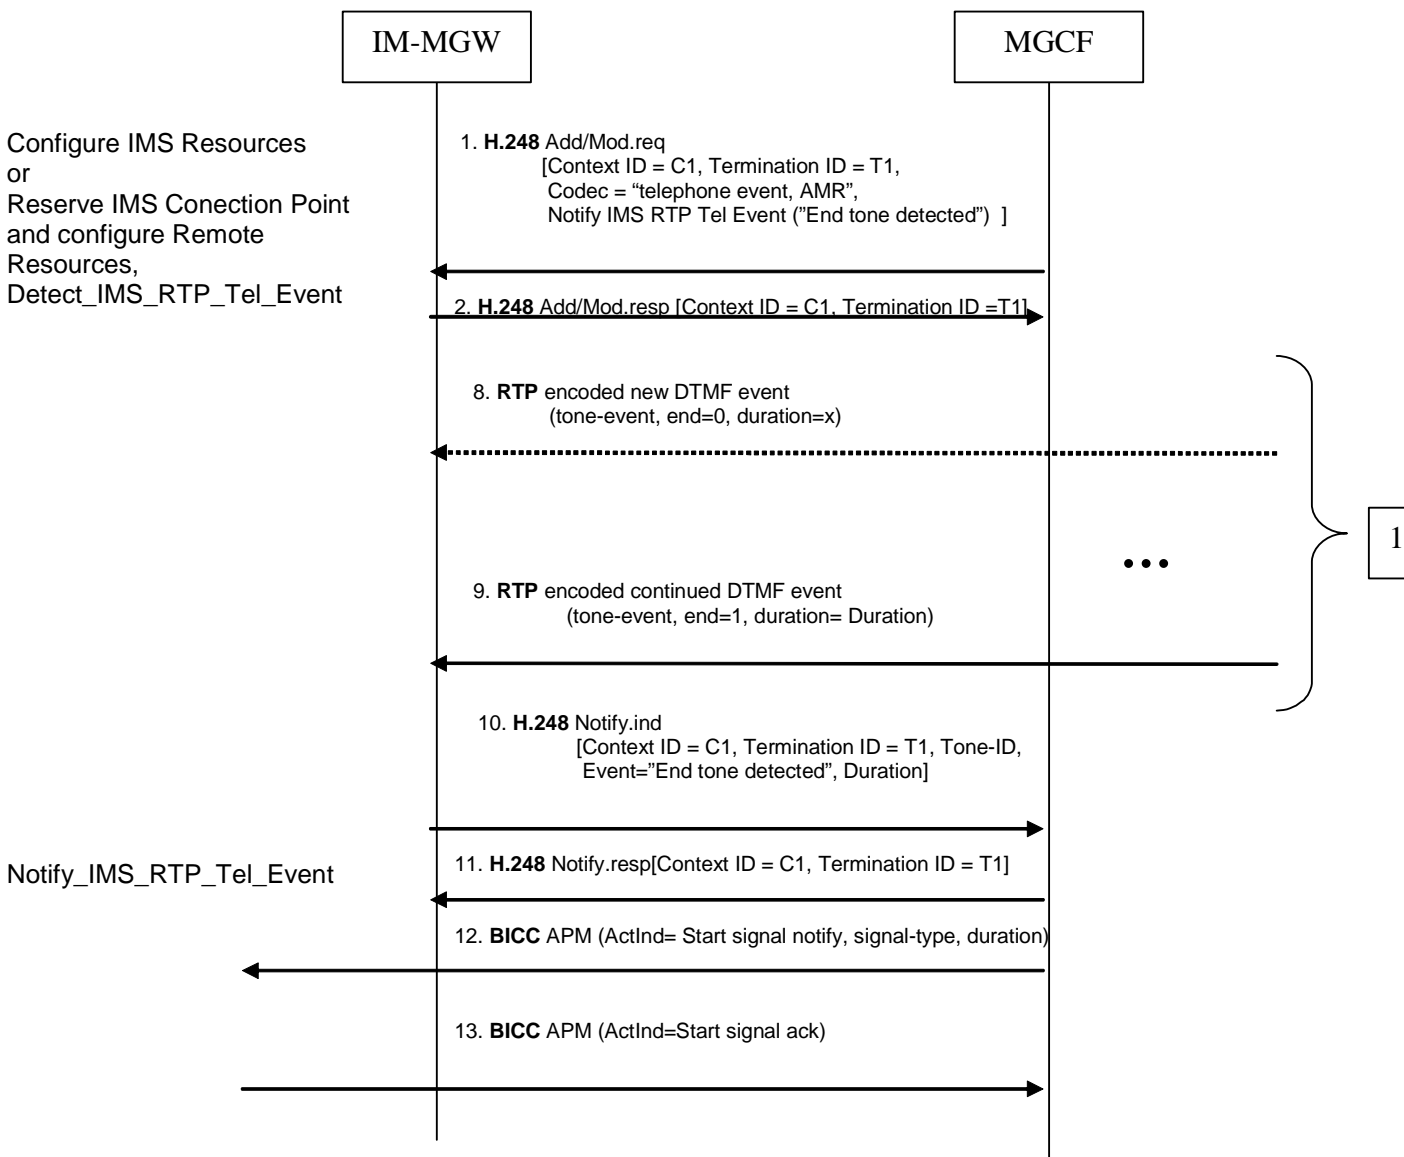 IM-MGW
MGCF
Configure IMS Resources
or
Reserve IMS Conection Point
and configure Remote
Resources,
Detect_IMS_RTP_Tel_Event
1. H.248 Add/Mod.req
[Context ID = C1, Termination ID = T1,
Codec = “telephone event, AMR”,
Notify IMS RTP Tel Event (”End tone detected”) ]
2. H.248 Add/Mod.resp [Context ID = C1, Termination ID =T1]
8. RTP encoded new DTMF event
(tone-event, end=0, duration=x)
1
9. RTP encoded continued DTMF event
(tone-event, end=1, duration= Duration)
10. H.248 Notify.ind
[Context ID = C1, Termination ID = T1, Tone-ID,
Event=”End tone detected”, Duration]
Notify_IMS_RTP_Tel_Event
11. H.248 Notify.resp[Context ID = C1, Termination ID = T1]
12. BICC APM (ActInd= Start signal notify, signal-type, duration)
13. BICC APM (ActInd=Start signal ack)